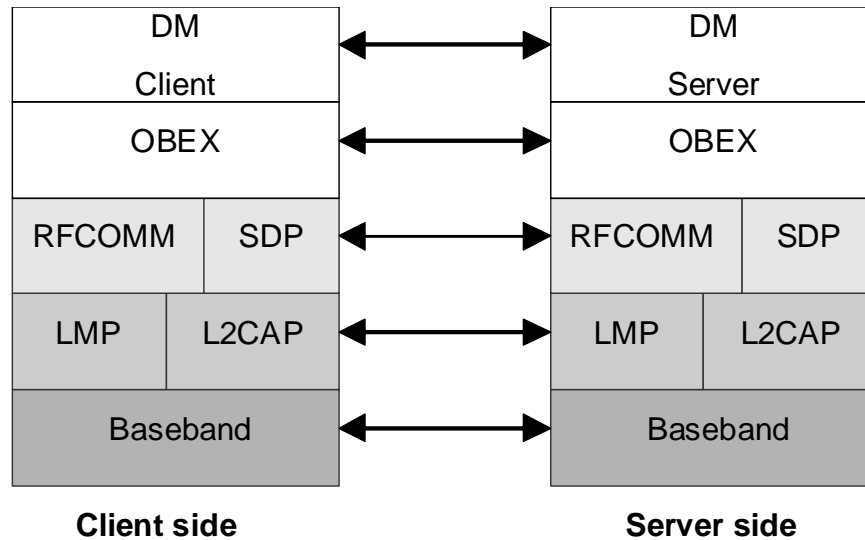 DM DM
Client Server
OBEX OBEX
RFCOMM SDP RFCOMM SDP
LMP L2CAP LMP L2CAP
Baseband Baseband
Client side Server side